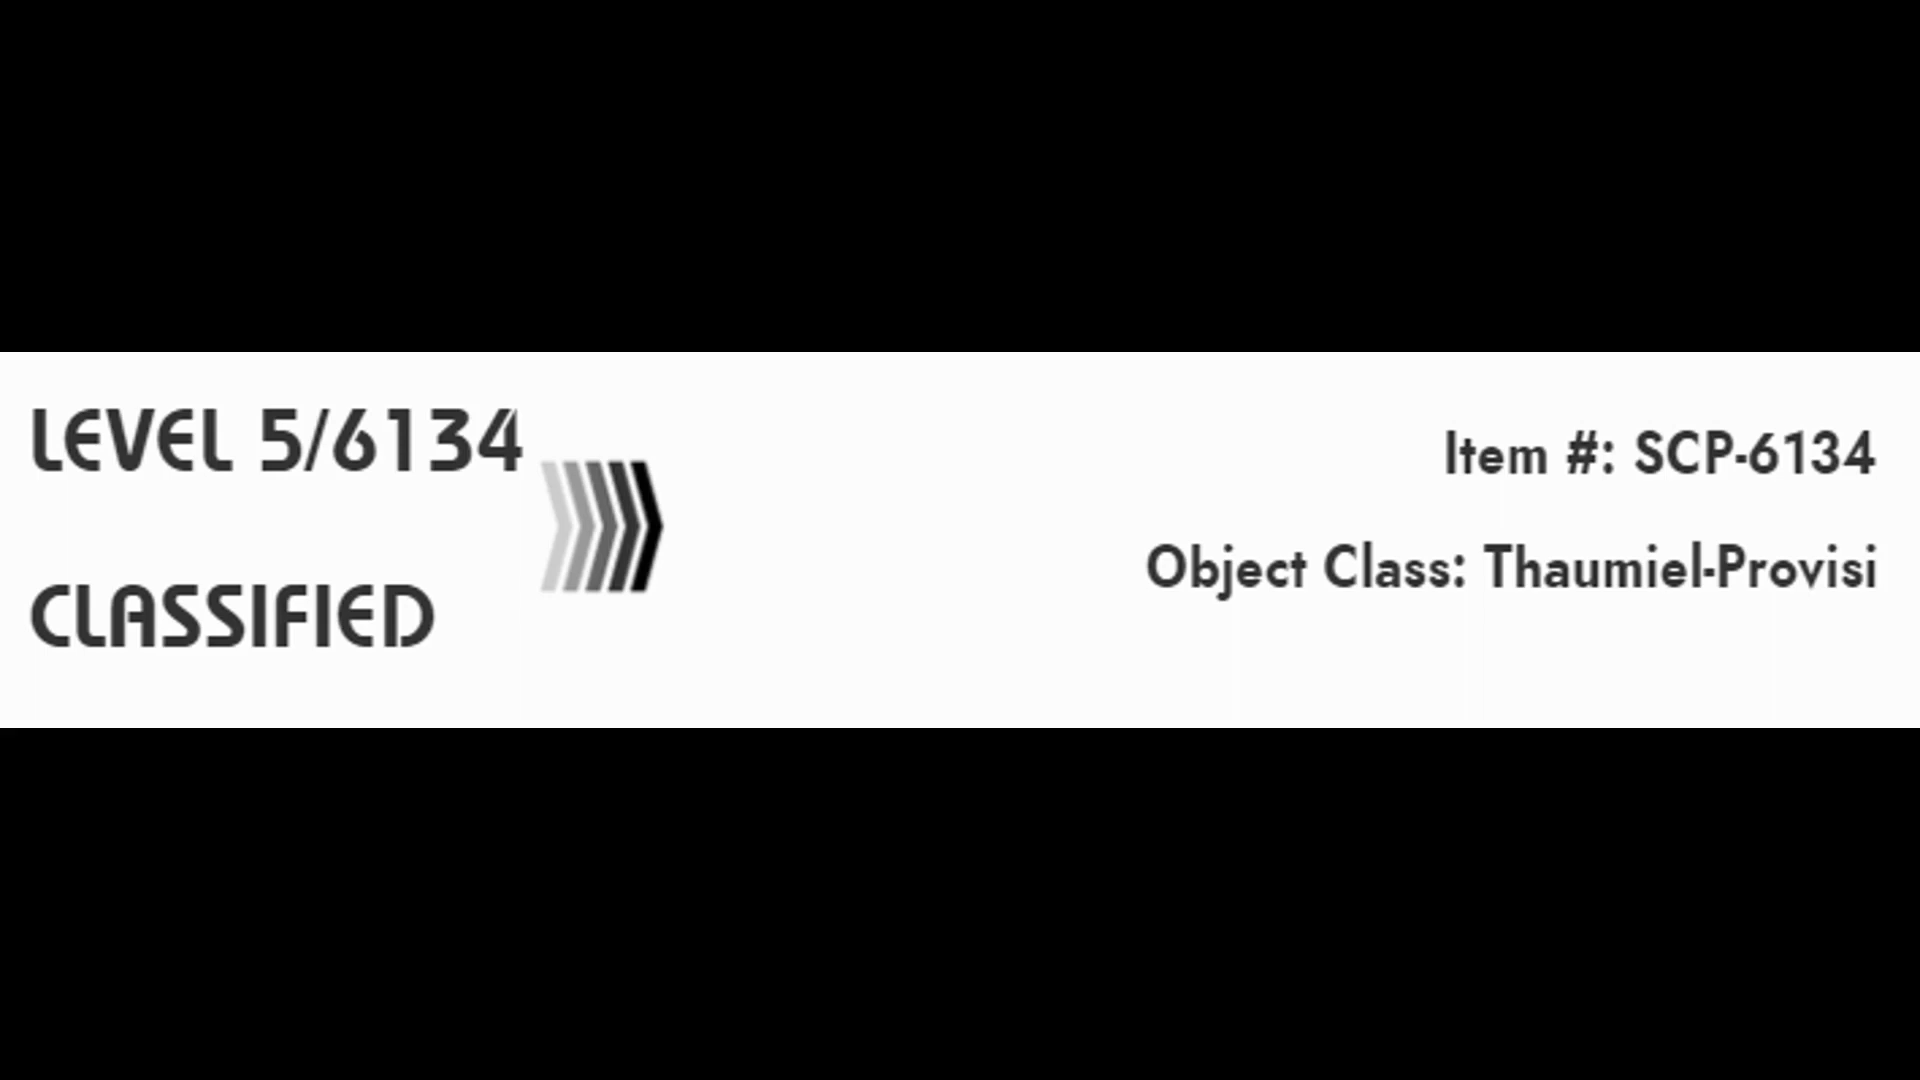 LEVEL 5/6134
CLASSIFIED
Item #: SCP-6134
Object Class: Thaumiel-Provisi